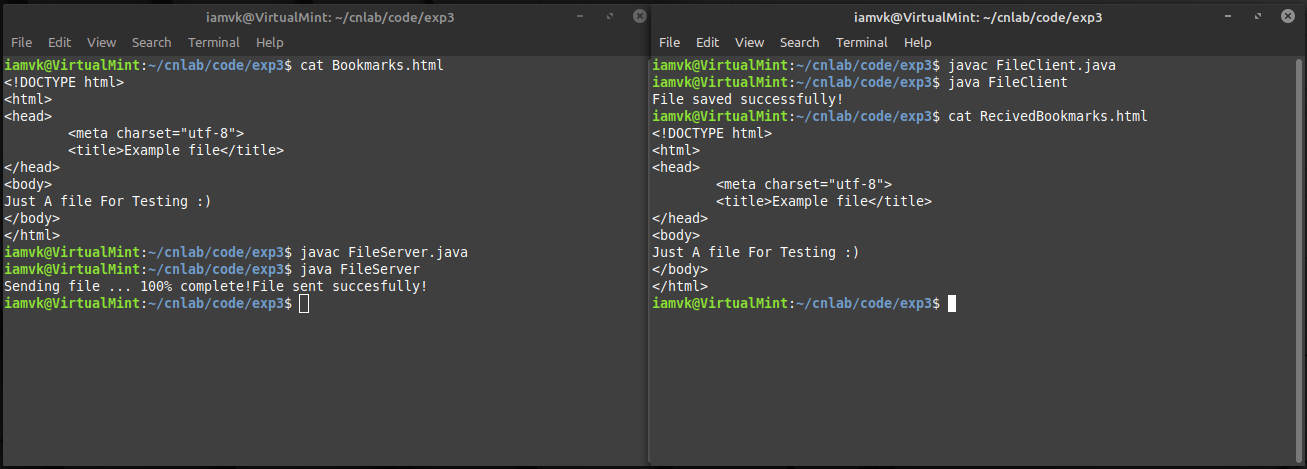 iamvk@VirtualMint: ~/cnlab/code/exp3
File Edit View Search Terminal Help
iamvk@VirtualMint:~/cnlab/code/exp3$ cat Bookmarks.html
<!DOCTYPE html>
<html>
<head>
        <meta charset="utf-8">
        <title>Example file</title>
</head>
<body>
Just A file For Testing :)
</body>
</html>
iamvk@VirtualMint:~/cnlab/code/exp3$ javac FileServer.java
iamvk@VirtualMint:~/cnlab/code/exp3$ java FileServer
Sending file ... 100% complete!File sent succesfully!
iamvk@VirtualMint:~/cnlab/code/exp3$
iamvk@VirtualMint: ~/cnlab/code/exp3
File Edit View Search Terminal Help
iamvk@VirtualMint:~/cnlab/code/exp3$ javac FileClient.java
iamvk@VirtualMint:~/cnlab/code/exp3$ java FileClient
File saved successfully!
iamvk@VirtualMint:~/cnlab/code/exp3$ cat RecivedBookmarks.html
<!DOCTYPE html>
<html>
<head>
        <meta charset="utf-8">
        <title>Example file</title>
</head>
<body>
Just A file For Testing :)
</body>
</html>
iamvk@VirtualMint:~/cnlab/code/exp3$